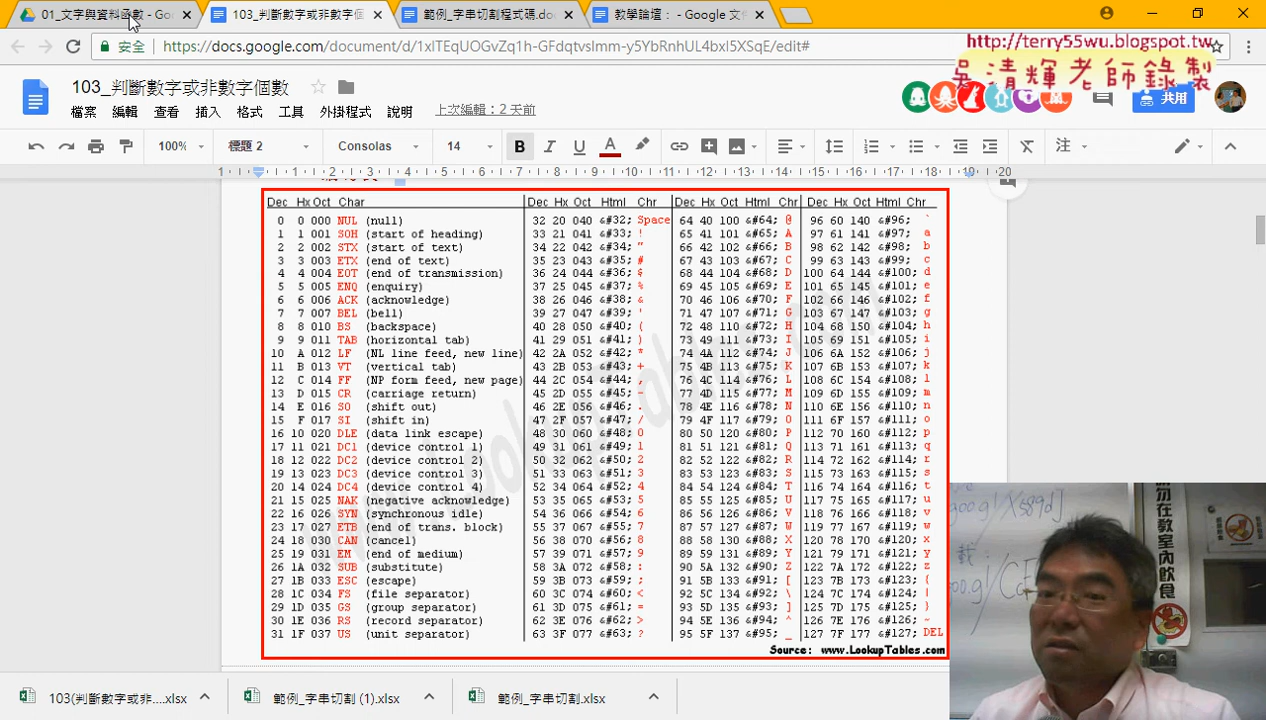 01_文字與資料函數 - Go
103_判斷數字或非數字個
範例_字串切割程式碼.do
教學論壇： - Google 文
安全
https://docs.google.com/document/d/1xlTEqUOGvZq1h-GFdqtvslmm-y5YbRnhUL4bxl5XSqE/edit#
http://terry55wu.blogspot.tw
吳清輝老師錄製
103_判斷數字或非數字個數
檔案 編輯 查看 插入 格式 工具 外掛程式 說明 上次編輯：2 天前
共用
100% 標題 2 Consolas 14 B I U A 注
1 1 2 3 4 5 6 7 8 9 10 11 12 13 14 15 16 17 18 19 20
Dec Hx Oct Char Dec Hx Oct Html Chr Dec Hx Oct Html Chr Dec Hx Oct Html Chr
0 0 000 NUL (null) 32 20 040 &#32; Space 64 40 100 &#64; @ 96 60 140 &#96; `
1 1 001 SOH (start of heading) 33 21 041 &#33; ! 65 41 101 &#65; A 97 61 141 &#97; a
2 2 002 STX (start of text) 34 22 042 &#34; " 66 42 102 &#66; B 98 62 142 &#98; b
3 3 003 ETX (end of text) 35 23 043 &#35; # 67 43 103 &#67; C 99 63 143 &#99; c
4 4 004 EOT (end of transmission) 36 24 044 &#36; $ 68 44 104 &#68; D 100 64 144 &#100; d
5 5 005 ENQ (enquiry) 37 25 045 &#37; % 69 45 105 &#69; E 101 65 145 &#101; e
6 6 006 ACK (acknowledge) 38 26 046 &#38; & 70 46 106 &#70; F 102 66 146 &#102; f
7 7 007 BEL (bell) 39 27 047 &#39; ' 71 47 107 &#71; G 103 67 147 &#103; g
8 8 010 BS (backspace) 40 28 050 &#40; ( 72 48 110 &#72; H 104 68 150 &#104; h
9 9 011 TAB (horizontal tab) 41 29 051 &#41; ) 73 49 111 &#73; I 105 69 151 &#105; i
10 A 012 LF (NL line feed, new line) 42 2A 052 &#42; * 74 4A 112 &#74; J 106 6A 152 &#106; j
11 B 013 VT (vertical tab) 43 2B 053 &#43; + 75 4B 113 &#75; K 107 6B 153 &#107; k
12 C 014 FF (NP form feed, new page) 44 2C 054 &#44; , 76 4C 114 &#76; L 108 6C 154 &#108; l
13 D 015 CR (carriage return) 45 2D 055 &#45; - 77 4D 115 &#77; M 109 6D 155 &#109; m
14 E 016 SO (shift out) 46 2E 056 &#46; . 78 4E 116 &#78; N 110 6E 156 &#110; n
15 F 017 SI (shift in) 47 2F 057 &#47; / 79 4F 117 &#79; O 111 6F 157 &#111; o
16 10 020 DLE (data link escape) 48 30 060 &#48; 0 80 50 120 &#80; P 112 70 160 &#112; p
17 11 021 DC1 (device control 1) 49 31 061 &#49; 1 81 51 121 &#81; Q 113 71 161 &#113; q
18 12 022 DC2 (device control 2) 50 32 062 &#50; 2 82 52 122 &#82; R 114 72 162 &#114; r
19 13 023 DC3 (device control 3) 51 33 063 &#51; 3 83 53 123 &#83; S 115 73 163 &#115; s
20 14 024 DC4 (device control 4) 52 34 064 &#52; 4 84 54 124 &#84; T 116 74 164 &#116; t
21 15 025 NAK (negative acknowledge) 53 35 065 &#53; 5 85 55 125 &#85; U 117 75 165 &#117; u
22 16 026 SYN (synchronous idle) 54 36 066 &#54; 6 86 56 126 &#86; V 118 76 166 &#118; v
23 17 027 ETB (end of trans. block) 55 37 067 &#55; 7 87 57 127 &#87; W 119 77 167 &#119; w
24 18 030 CAN (cancel) 56 38 070 &#56; 8 88 58 130 &#88; X 120 78 170 &#120; x
25 19 031 EM (end of medium) 57 39 071 &#57; 9 89 59 131 &#89; Y 121 79 171 &#121; y
26 1A 032 SUB (substitute) 58 3A 072 &#58; : 90 5A 132 &#90; Z 122 7A 172 &#122; z
27 1B 033 ESC (escape) 59 3B 073 &#59; ; 91 5B 133 &#91; [ 123 7B 173 &#123; {
28 1C 034 FS (file separator) 60 3C 074 &#60; < 92 5C 134 &#92; \ 124 7C 174 &#124; |
29 1D 035 GS (group separator) 61 3D 075 &#61; = 93 5D 135 &#93; ] 125 7D 175 &#125; }
30 1E 036 RS (record separator) 62 3E 076 &#62; > 94 5E 136 &#94; ^ 126 7E 176 &#126; ~
31 1F 037 US (unit separator) 63 3F 077 &#63; ? 95 5F 137 &#95; _ 127 7F 177 &#127; DEL
Source: www.LookupTables.com
www.LookupTables.com
勿在教室內飲食
103(判斷數字或非....xlsx
範例_字串切割 (1).xlsx
範例_字串切割.xlsx